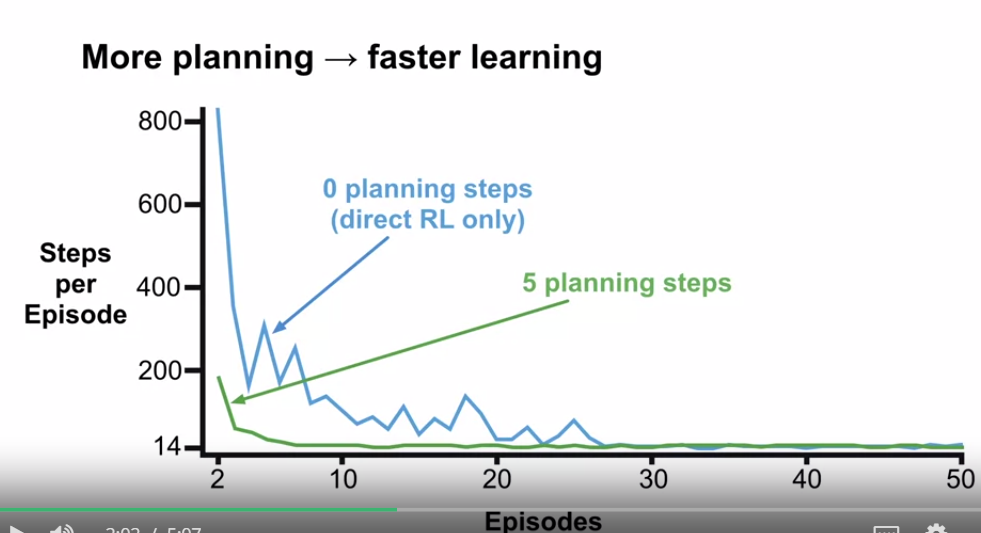 More planning → faster learning
800
0 planning steps
(direct RL only)
600
Steps
per
Episode
400
5 planning steps
200
14
2 10 20 30 40 50
Episodes